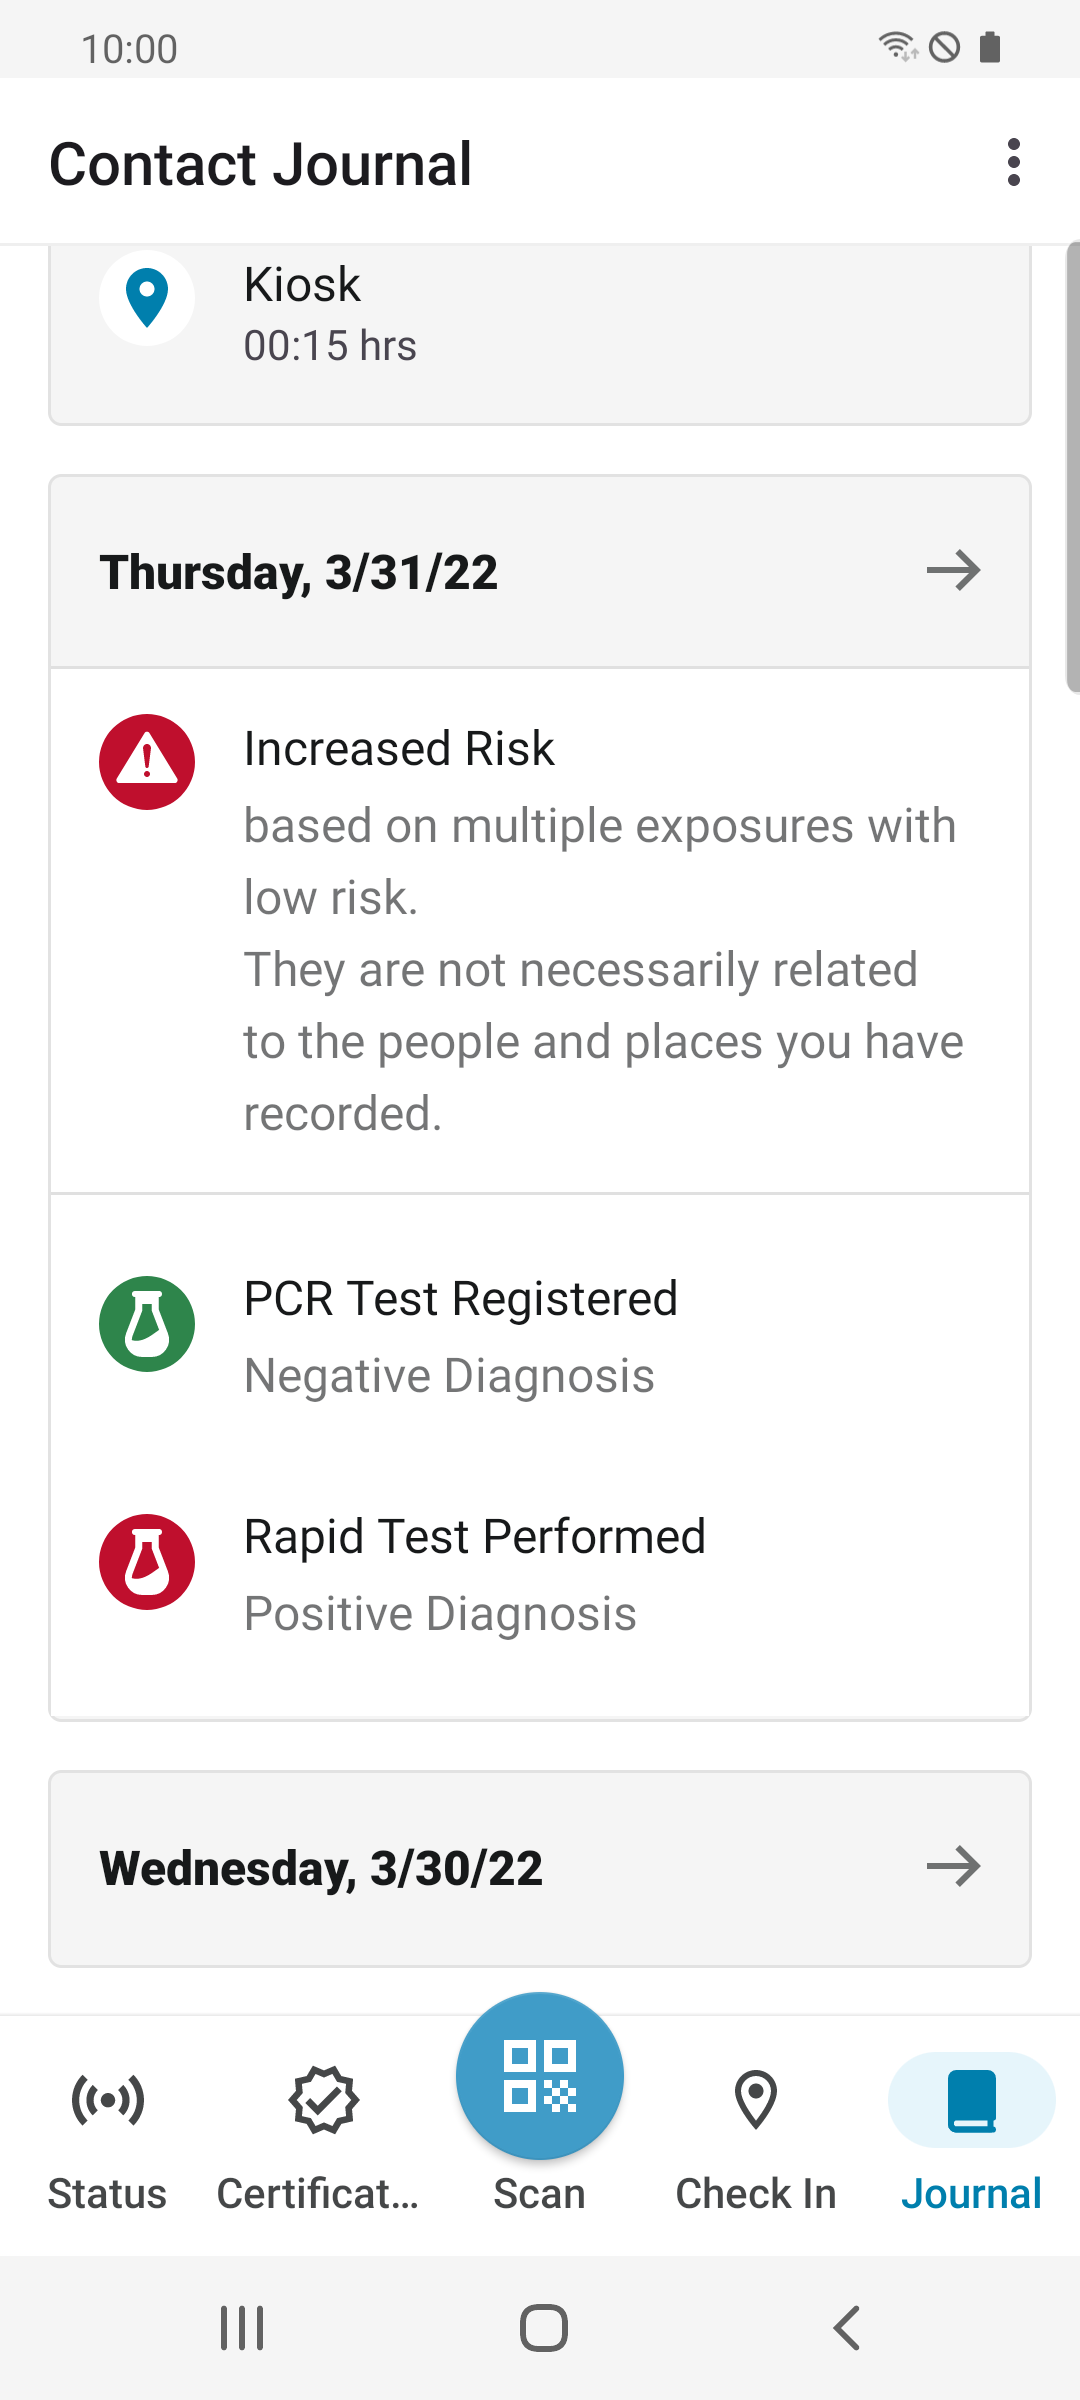 10:00
Contact Journal
Kiosk
00:15 hrs
Thursday, 3/31/22
Increased Risk
based on multiple exposures with
low risk.
They are not necessarily related
to the people and places you have
recorded.
PCR Test Registered
Negative Diagnosis
Rapid Test Performed
Positive Diagnosis
Wednesday, 3/30/22
Status
Certificat...
Scan
Check In
Journal